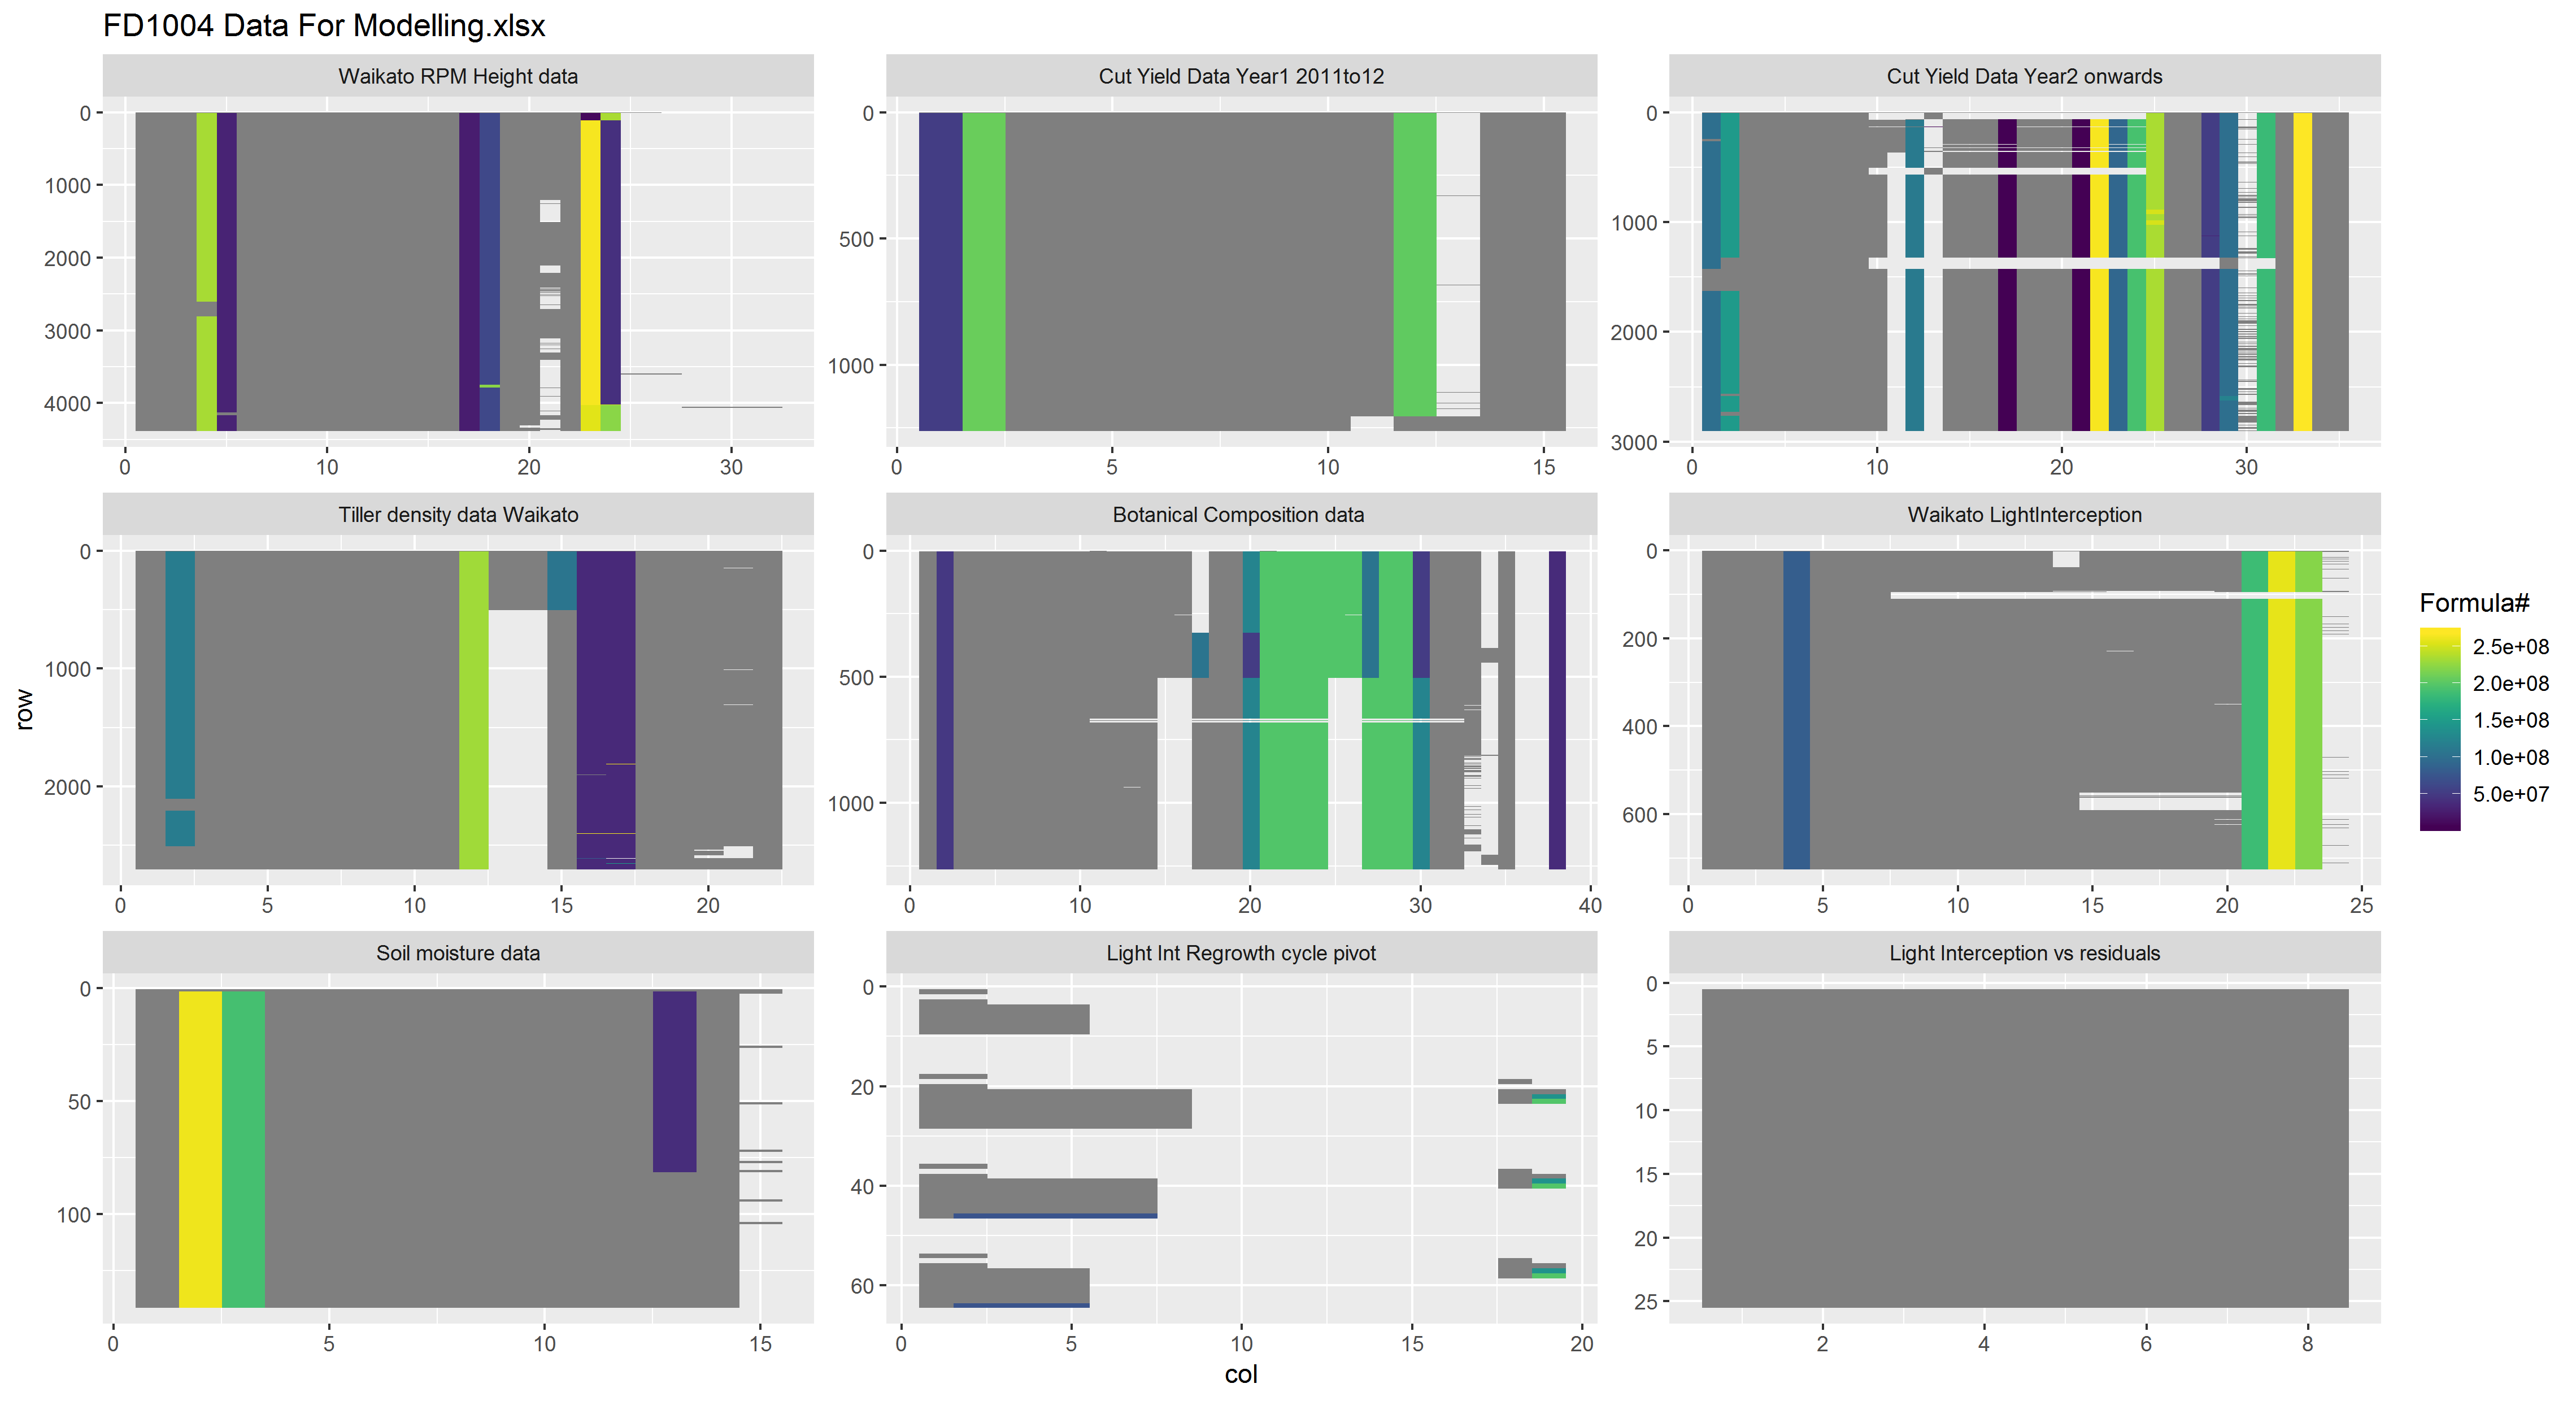 FD1004 Data For Modelling.xlsx
Waikato RPM Height data
Cut Yield Data Year1 2011to12
Cut Yield Data Year2 onwards
0
1000
2000
3000
4000
0 10 20 30
0
500
1000
0 5 10 15
0
1000
2000
3000
0 10 20 30
Tiller density data Waikato
Botanical Composition data
Waikato LightInterception
0
1000
2000
0 5 10 15 20
0
500
1000
0 10 20 30 40
0
200
400
600
0 5 10 15 20 25
Soil moisture data
Light Int Regrowth cycle pivot
Light Interception vs residuals
0
50
100
0 5 10 15
0
20
40
60
0 5 10 15 20
0
5
10
15
20
25
2 4 6 8
row
col
Formula#
2.5e+08
2.0e+08
1.5e+08
1.0e+08
5.0e+07